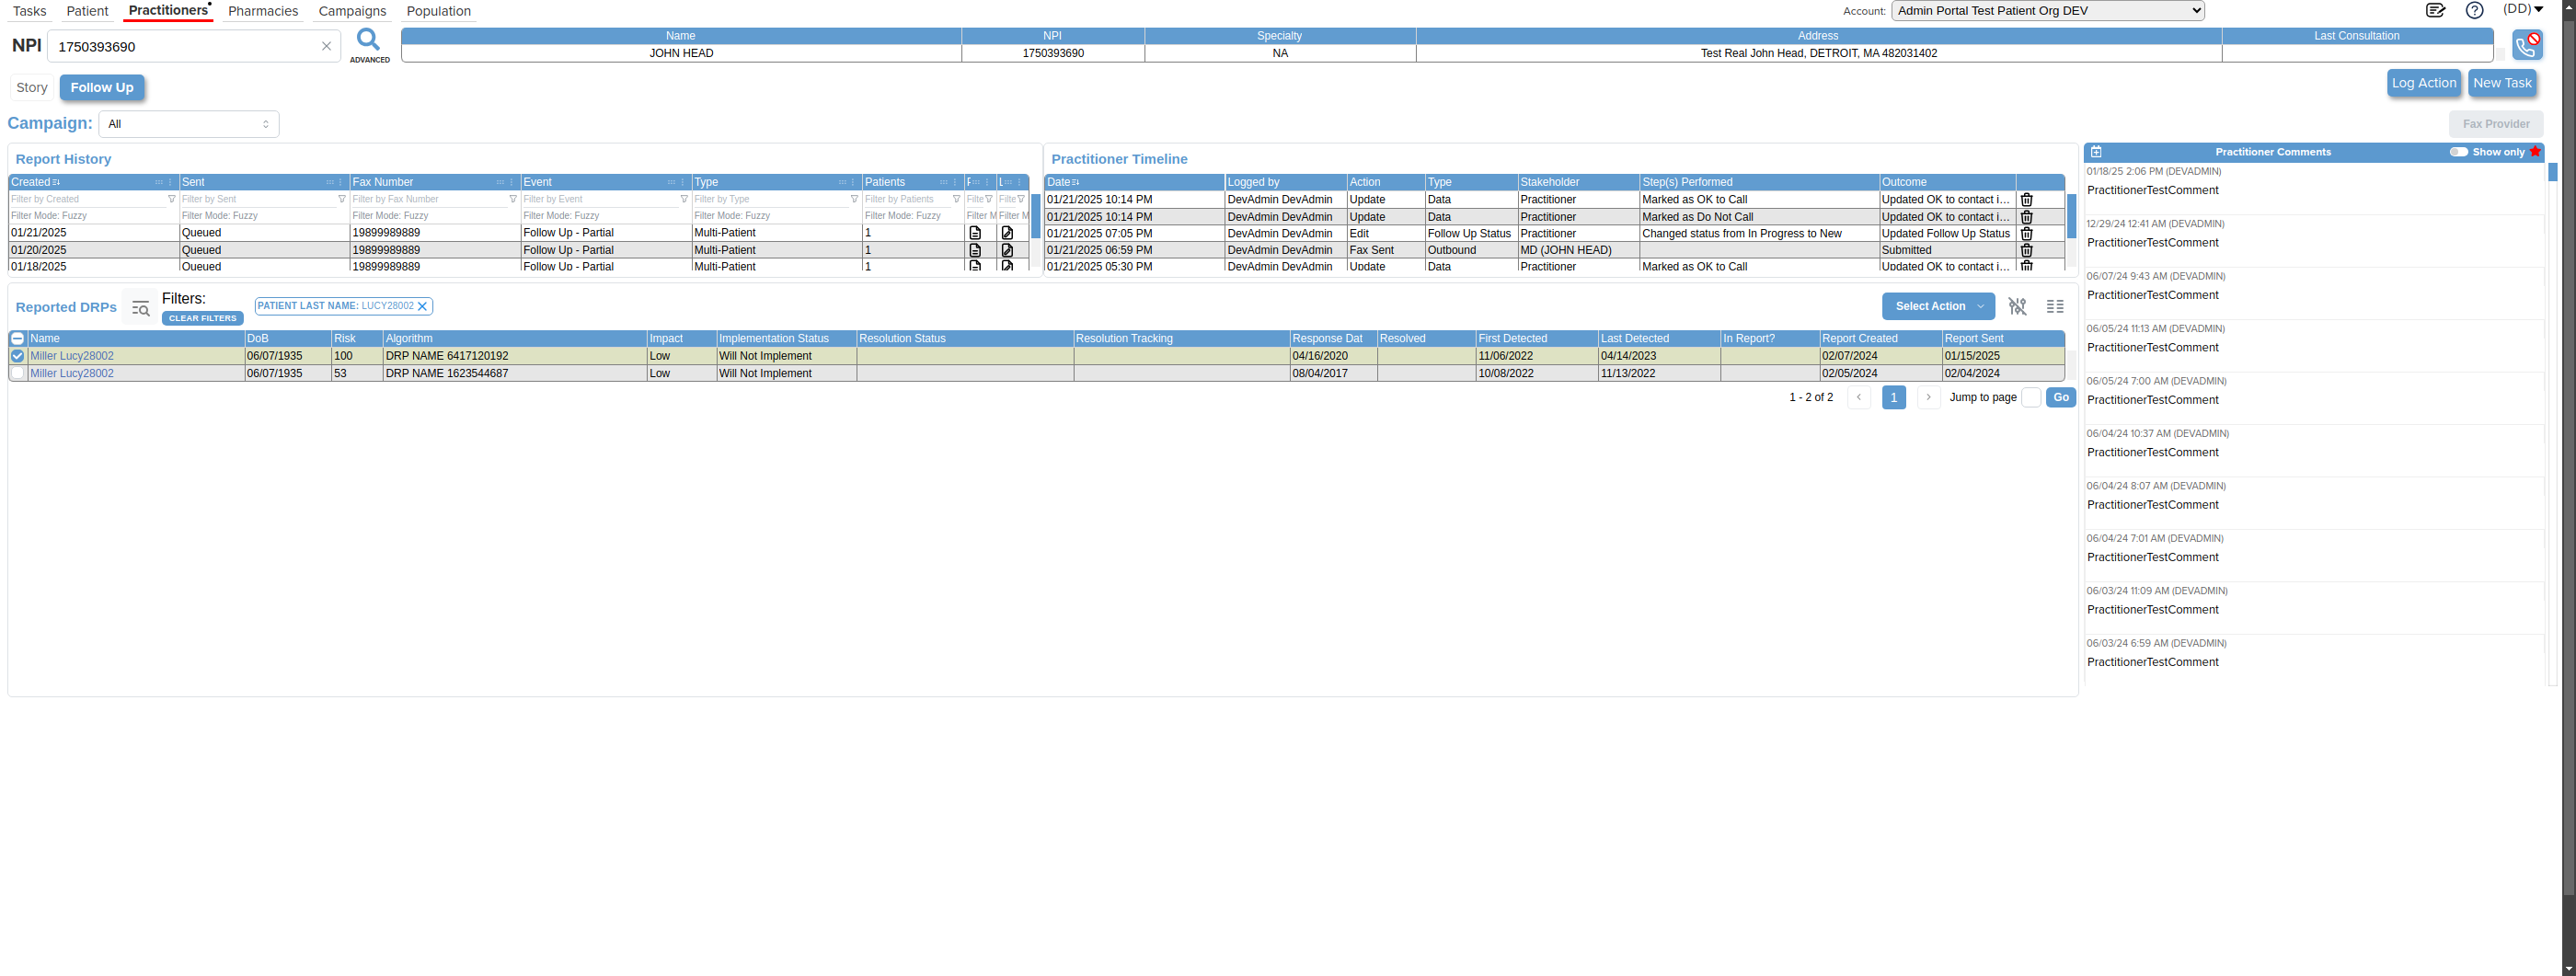 Tasks Patient Practitioners Pharmacies Campaigns Population Account: Admin Portal Test Patient Org DEV (DD)
NPI 1750393690 ADVANCED
Name NPI Specialty Address Last Consultation
JOHN HEAD 1750393690 NA Test Real John Head, DETROIT, MA 482031402
Story Follow Up Log Action New Task
Campaign: All Fax Provider
Report History
Created Sent Fax Number Event Type Patients
Filter by Created Filter by Sent Filter by Fax Number Filter by Event Filter by Type Filter by Patients Filte Filte
Filter Mode: Fuzzy Filter Mode: Fuzzy Filter Mode: Fuzzy Filter Mode: Fuzzy Filter Mode: Fuzzy Filter Mode: Fuzzy Filter M Filter M
01/21/2025 Queued 19899989889 Follow Up - Partial Multi-Patient 1
01/20/2025 Queued 19899989889 Follow Up - Partial Multi-Patient 1
01/18/2025 Queued 19899989889 Follow Up - Partial Multi-Patient 1
Practitioner Timeline
Date Logged by Action Type Stakeholder Step(s) Performed Outcome
01/21/2025 10:14 PM DevAdmin DevAdmin Update Data Practitioner Marked as OK to Call Updated OK to contact i...
01/21/2025 10:14 PM DevAdmin DevAdmin Update Data Practitioner Marked as Do Not Call Updated OK to contact i...
01/21/2025 07:05 PM DevAdmin DevAdmin Edit Follow Up Status Practitioner Changed status from In Progress to New Updated Follow Up Status
01/21/2025 06:59 PM DevAdmin DevAdmin Fax Sent Outbound MD (JOHN HEAD) Submitted
01/21/2025 05:30 PM DevAdmin DevAdmin Update Data Practitioner Marked as OK to Call Updated OK to contact i...
Reported DRPs Filters: CLEAR FILTERS PATIENT LAST NAME: LUCY28002 Select Action
Name DoB Risk Algorithm Impact Implementation Status Resolution Status Resolution Tracking Response Dat Resolved First Detected Last Detected In Report? Report Created Report Sent
Miller Lucy28002 06/07/1935 100 DRP NAME 6417120192 Low Will Not Implement 04/16/2020 11/06/2022 04/14/2023 02/07/2024 01/15/2025
Miller Lucy28002 06/07/1935 53 DRP NAME 1623544687 Low Will Not Implement 08/04/2017 10/08/2022 11/13/2022 02/05/2024 02/04/2024
1 - 2 of 2 1 Jump to page Go
Practitioner Comments Show only
01/18/25 2:06 PM (DEVADMIN)
PractitionerTestComment
12/29/24 12:41 AM (DEVADMIN)
PractitionerTestComment
06/07/24 9:43 AM (DEVADMIN)
PractitionerTestComment
06/05/24 11:13 AM (DEVADMIN)
PractitionerTestComment
06/05/24 7:00 AM (DEVADMIN)
PractitionerTestComment
06/04/24 10:37 AM (DEVADMIN)
PractitionerTestComment
06/04/24 8:07 AM (DEVADMIN)
PractitionerTestComment
06/04/24 7:01 AM (DEVADMIN)
PractitionerTestComment
06/03/24 11:09 AM (DEVADMIN)
PractitionerTestComment
06/03/24 6:59 AM (DEVADMIN)
PractitionerTestComment